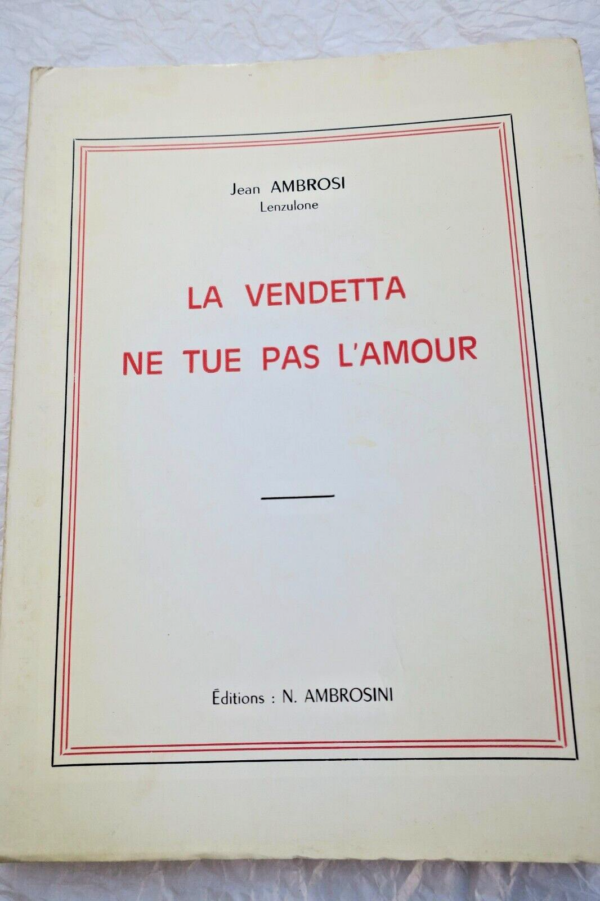 Jean AMBROSI
Lenzulone
LA VENDETTA
NE TUE PAS L'AMOUR
Éditions : N. AMBROSINI